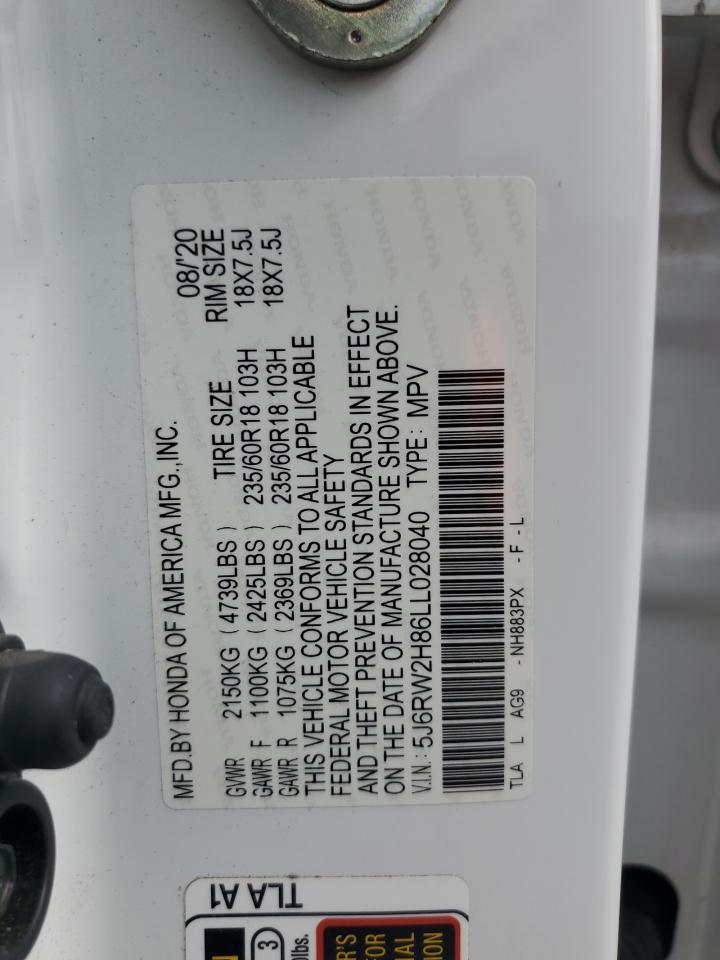 MFD.BY HONDA OF AMERICA MFG.,INC. 08/'20
GVWR 2150KG ( 4739LBS ) TIRE SIZE RIM SIZE
GAWR F 1100KG ( 2425LBS ) 235/60R18 103H 18X7.5J
GAWR R 1075KG ( 2369LBS ) 235/60R18 103H 18X7.5J
THIS VEHICLE CONFORMS TO ALL APPLICABLE
FEDERAL MOTOR VEHICLE SAFETY
AND THEFT PREVENTION STANDARDS IN EFFECT
ON THE DATE OF MANUFACTURE SHOWN ABOVE.
V.I.N.: 5J6RW2H86LL028040 TYPE: MPV
TLA L AG9 -NH883PX -F-L
TLA A1
3
lbs.
FOR